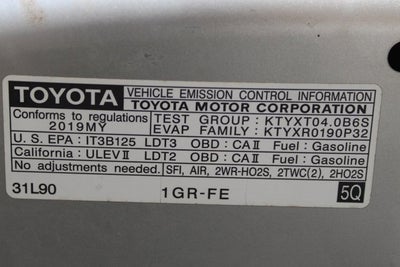 TOYOTA VEHICLE EMISSION CONTROL INFORMATION
TOYOTA MOTOR CORPORATION
Conforms to regulations TEST GROUP : KTYXT04.0B6S
2019MY EVAP FAMILY : KTYXR0190P32
U. S. EPA : IT3B125 LDT3 OBD : CAⅡ Fuel : Gasoline
California : ULEVⅡ LDT2 OBD : CAⅡ Fuel : Gasoline
No adjustments needed. SFI, AIR, 2WR-HO2S, 2TWC(2), 2HO2S
31L90 1GR-FE 5Q